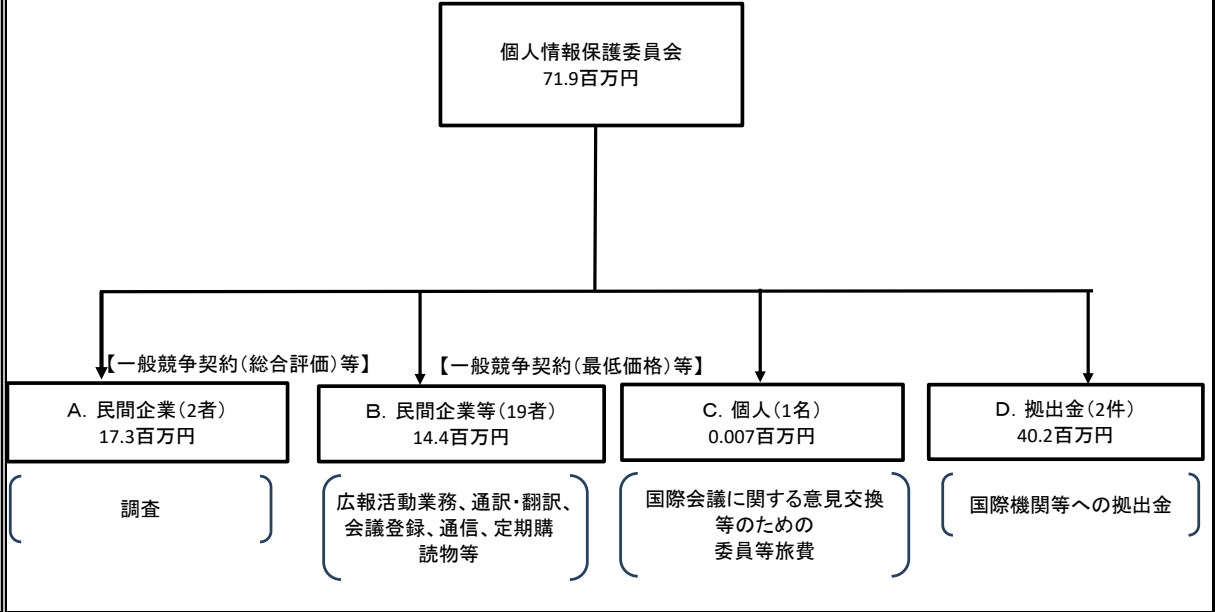 個人情報保護委員会
71.9百万円
【一般競争契約(総合評価)等】
【一般競争契約(最低価格)等】
A. 民間企業(2者)
17.3百万円
調査
B. 民間企業等(19者)
14.4百万円
広報活動業務、通訳・翻訳、
会議登録、通信、定期購
読物等
C. 個人(1名)
0.007百万円
国際会議に関する意見交換
等のための
委員等旅費
D. 拠出金(2件)
40.2百万円
国際機関等への拠出金